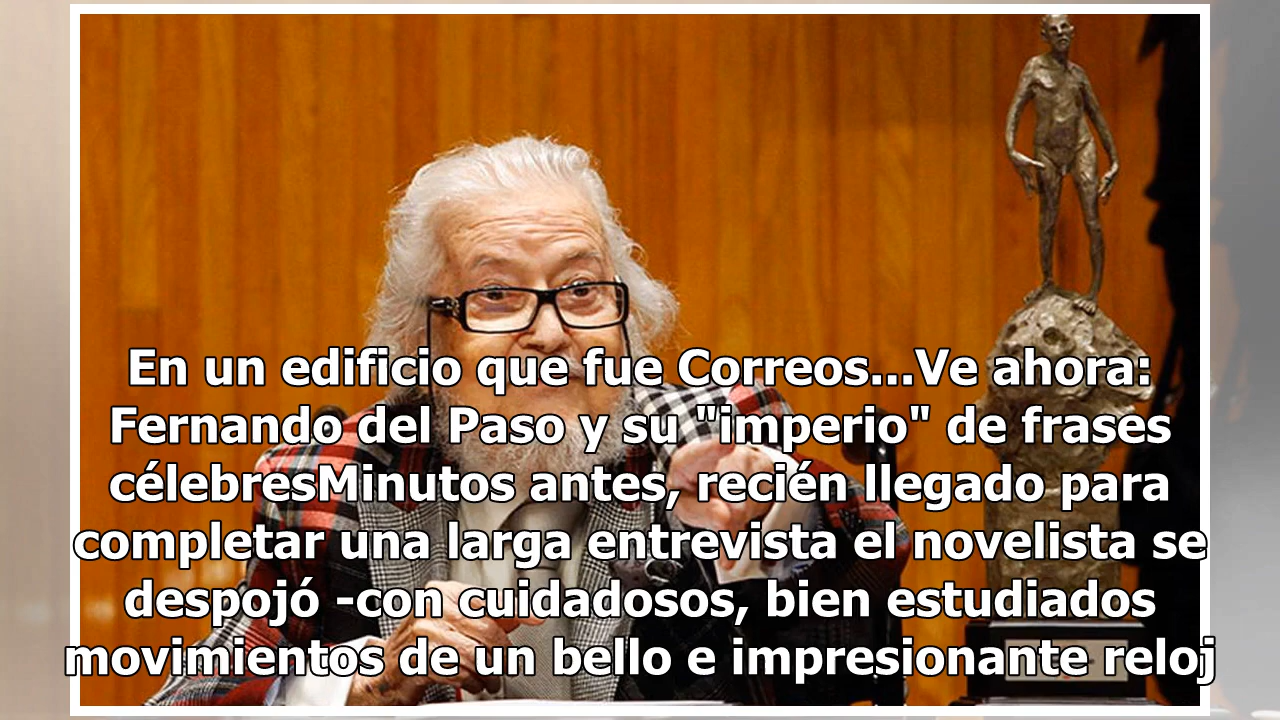 En un edificio que fue Correos...Ve ahora:
Fernando del Paso y su "imperio" de frases
célebresMinutos antes, recién llegado para
completar una larga entrevista el novelista se
despojó -con cuidadosos, bien estudiados
movimientos de un bello e impresionante reloj